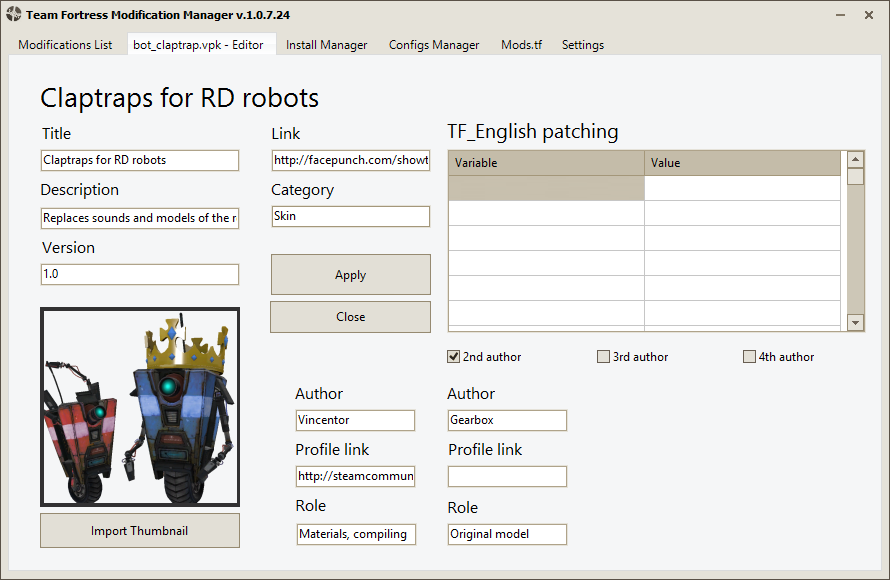 Team Fortress Modification Manager v.1.0.7.24
Modifications List
bot_claptrap.vpk - Editor
Install Manager
Configs Manager
Mods.tf
Settings
Claptraps for RD robots
Title
Claptraps for RD robots
Link
http://facepunch.com/showt
Description
Replaces sounds and models of the r
Category
Skin
Version
1.0
Apply
Close
TF_English patching
Variable
Value
2nd author
3rd author
4th author
Author
Vincentor
Profile link
http://steamcommun
Role
Materials, compiling
Author
Gearbox
Profile link
Role
Original model
Import Thumbnail